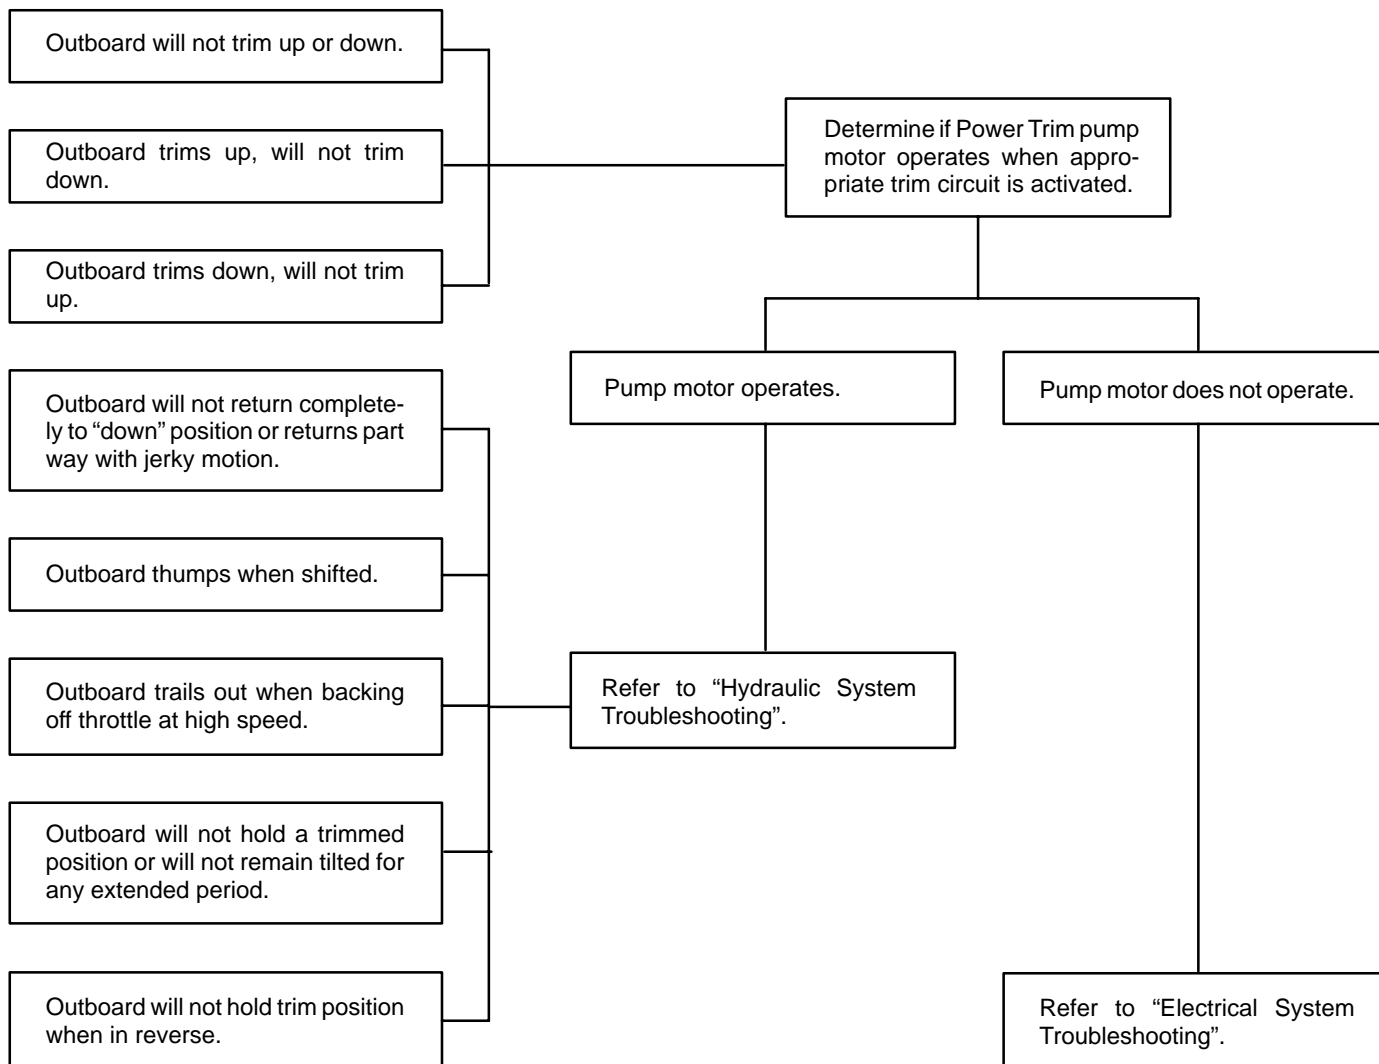 Outboard will not trim up or down.
Outboard trims up, will not trim
down.
Outboard trims down, will not trim
up.
Determine if Power Trim pump
motor operates when appro-
priate trim circuit is activated.
Pump motor operates.
Pump motor does not operate.
Outboard will not return complete-
ly to “down” position or returns part
way with jerky motion.
Outboard thumps when shifted.
Outboard trails out when backing
off throttle at high speed.
Outboard will not hold a trimmed
position or will not remain tilted for
any extended period.
Outboard will not hold trim position
when in reverse.
Refer to “Hydraulic System
Troubleshooting”.
Refer to “Electrical System
Troubleshooting”.